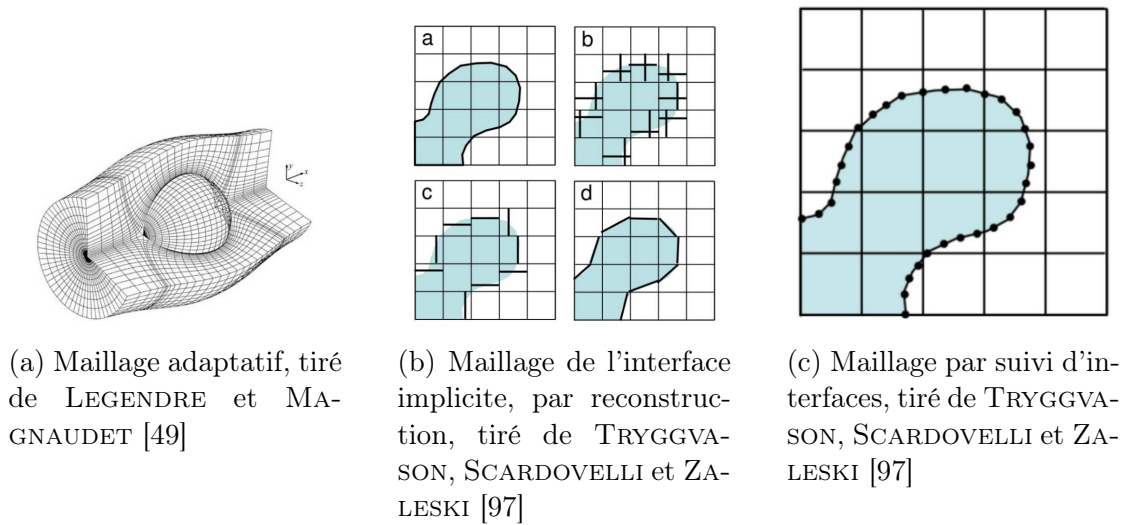 y
x
z
a
b
c
d
(a) Maillage adaptatif, tiré
de LEGENDRE et MA-
GNAUDET [49]
(b) Maillage de l'interface
implicite, par reconstruc-
tion, tiré de TRYGGVA-
SON, SCARDOVELLI et ZA-
LESKI [97]
(c) Maillage par suivi d'in-
terfaces, tiré de TRYGGVA-
SON, SCARDOVELLI et ZA-
LESKI [97]